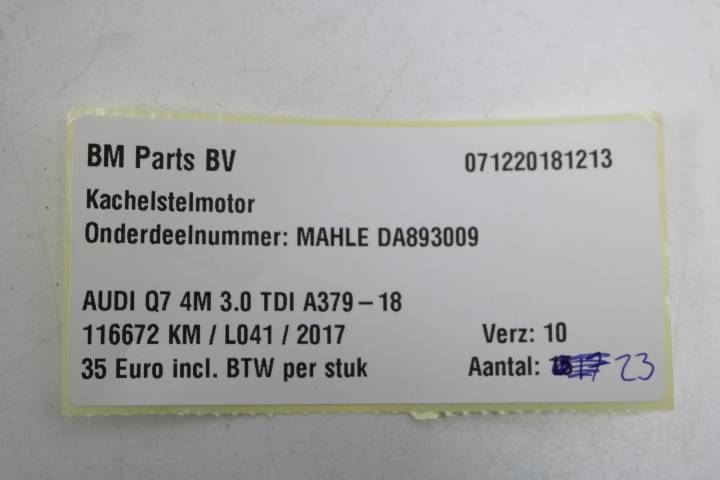 BM Parts BV 071220181213
Kachelstelmotor
Onderdeelnummer: MAHLE DA893009
AUDI Q7 4M 3.0 TDI A379-18
116672 KM / L041 / 2017 Verz: 10
35 Euro incl. BTW per stuk Aantal: 23